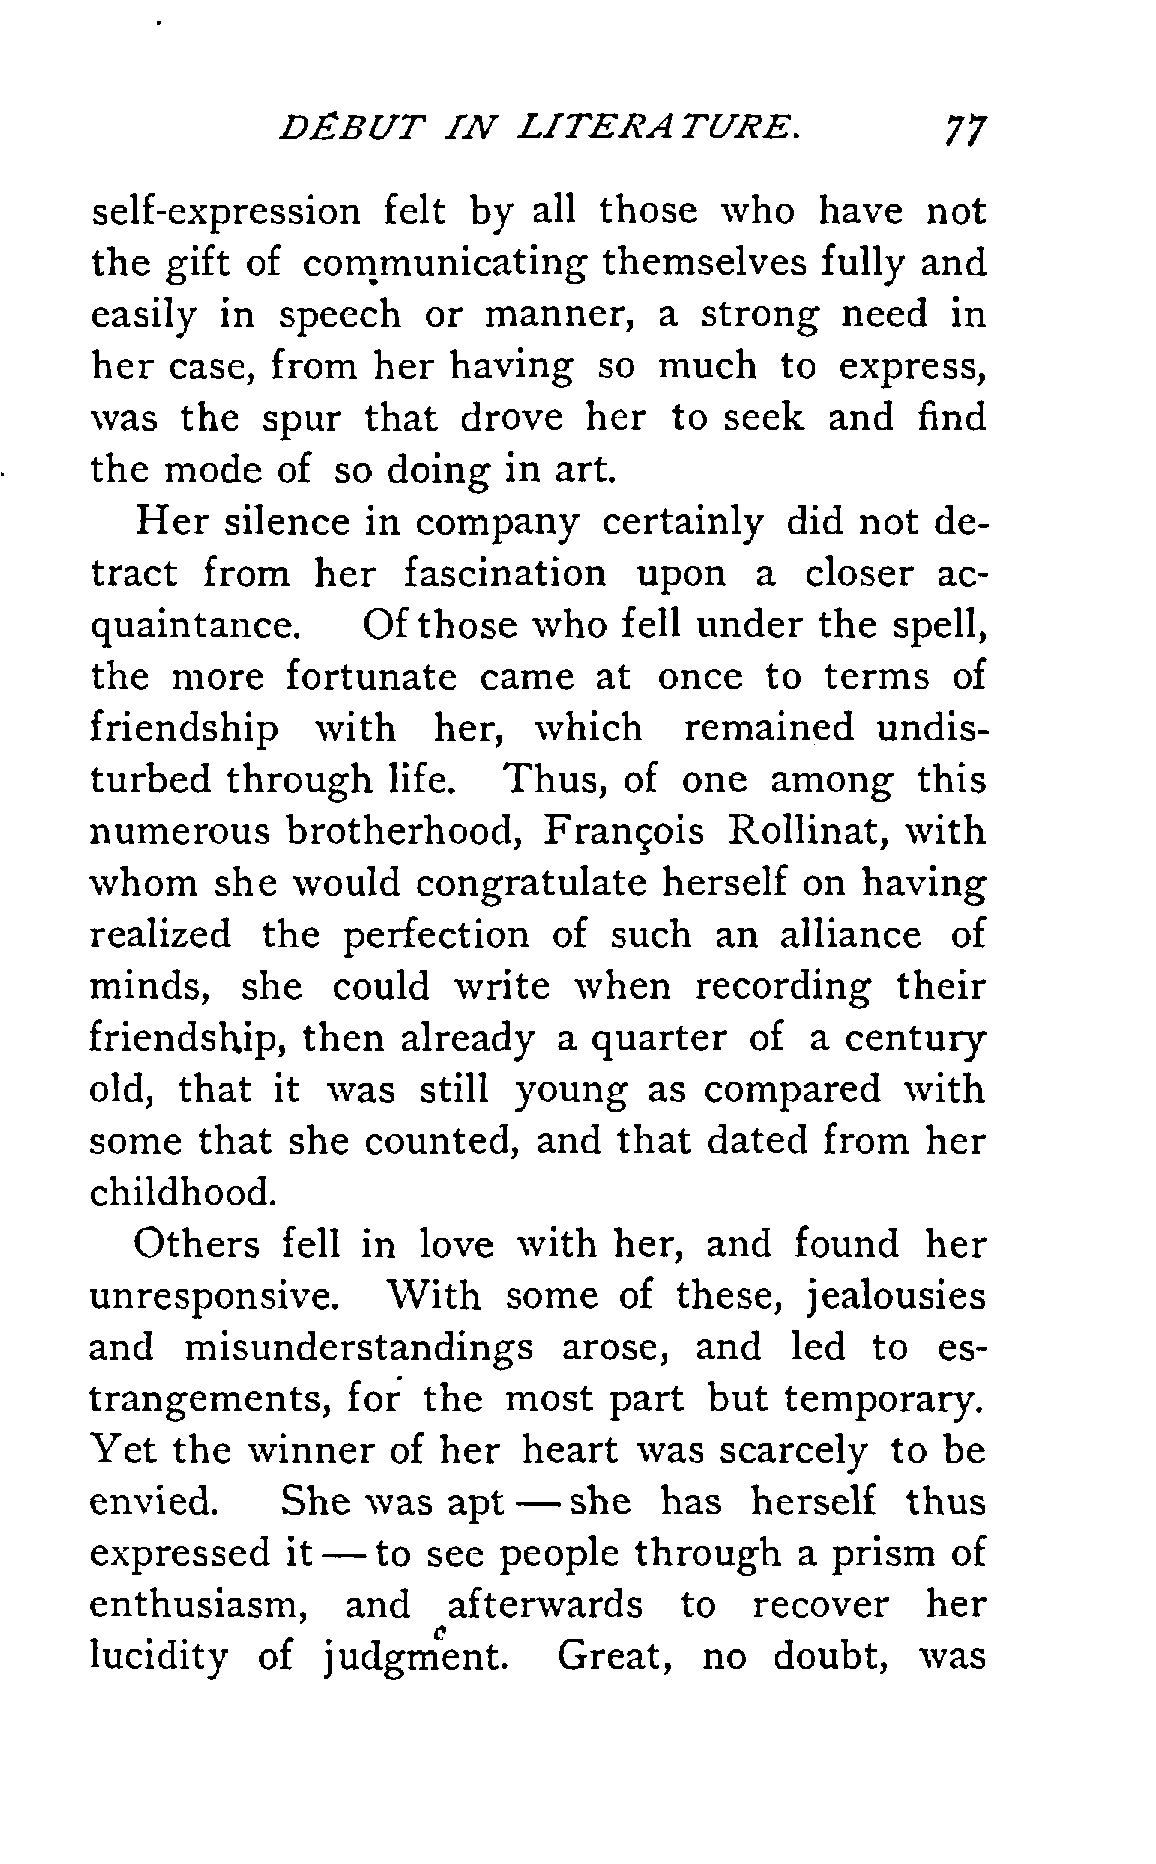 DÉBUT IN LITERATURE. 77
self-expression felt by all those who have not
the gift of communicating themselves fully and
easily in speech or manner, a strong need in
her case, from her having so much to express,
was the spur that drove her to seek and find
the mode of so doing in art.
Her silence in company certainly did not de-
tract from her fascination upon a closer ac-
quaintance. Of those who fell under the spell,
the more fortunate came at once to terms of
friendship with her, which remained undis-
turbed through life. Thus, of one among this
numerous brotherhood, François Rollinat, with
whom she would congratulate herself on having
realized the perfection of such an alliance of
minds, she could write when recording their
friendship, then already a quarter of a century
old, that it was still young as compared with
some that she counted, and that dated from her
childhood.
Others fell in love with her, and found her
unresponsive. With some of these, jealousies
and misunderstandings arose, and led to es-
trangements, for the most part but temporary.
Yet the winner of her heart was scarcely to be
envied. She was apt — she has herself thus
expressed it — to see people through a prism of
enthusiasm, and afterwards to recover her
lucidity of judgment. Great, no doubt, was